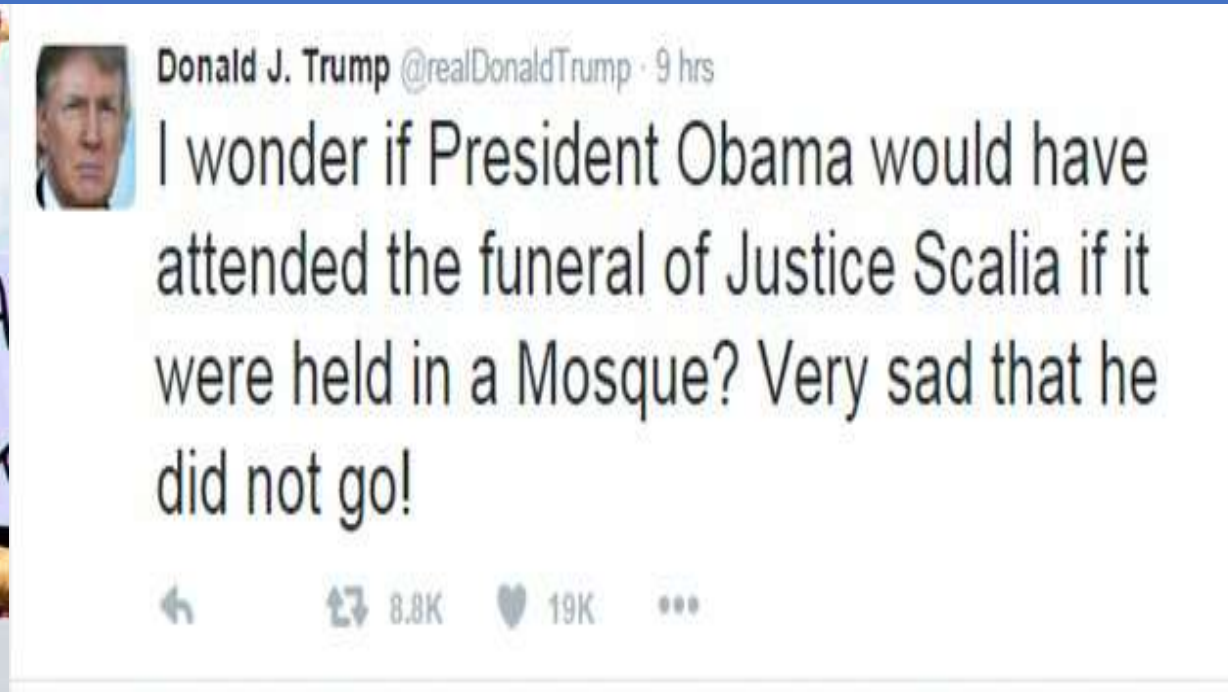 Donald J. Trump @realDonaldTrump · 9 hrs
I wonder if President Obama would have
attended the funeral of Justice Scalia if it
were held in a Mosque? Very sad that he
did not go!
8.8K 19K